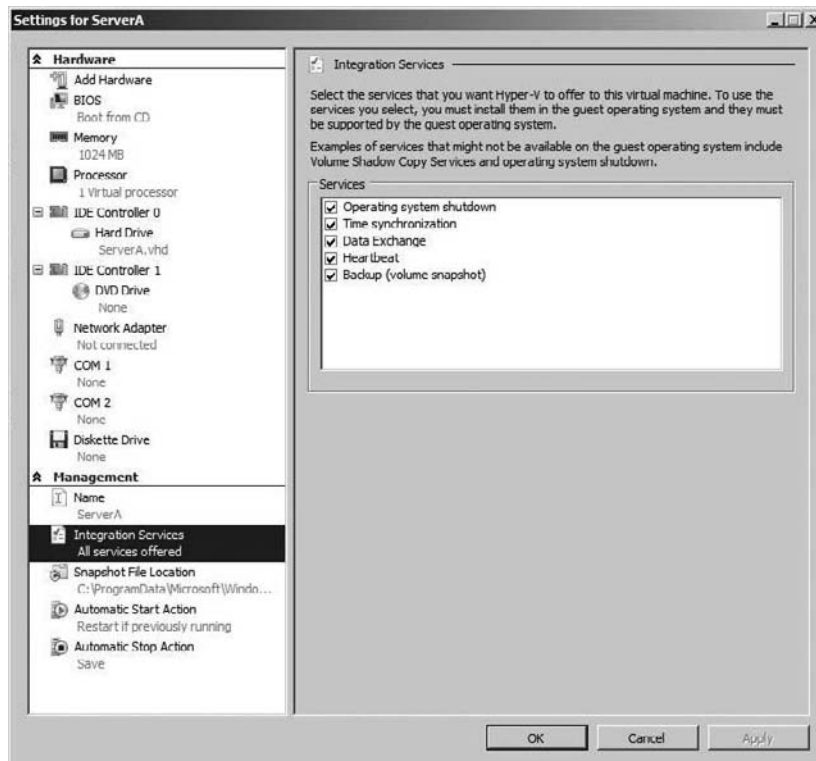 Settings for ServerA
Hardware
Add Hardware
BIOS
Boot from CD
Memory
1024 MB
Processor
1 Virtual processor
IDE Controller 0
Hard Drive
ServerA.vhd
IDE Controller 1
DVD Drive
None
Network Adapter
Not connected
COM 1
None
COM 2
None
Diskette Drive
None
Management
Name
ServerA
Integration Services
All services offered
Snapshot File Location
C:\ProgramData\Microsoft\Windo...
Automatic Start Action
Restart if previously running
Automatic Stop Action
Save
Integration Services
Select the services that you want Hyper-V to offer to this virtual machine. To use the
services you select, you must install them in the guest operating system and they must
be supported by the guest operating system.
Examples of services that might not be available on the guest operating system include
Volume Shadow Copy Services and operating system shutdown.
Services
Operating system shutdown
Time synchronization
Data Exchange
Heartbeat
Backup (volume snapshot)
OK
Cancel
Apply